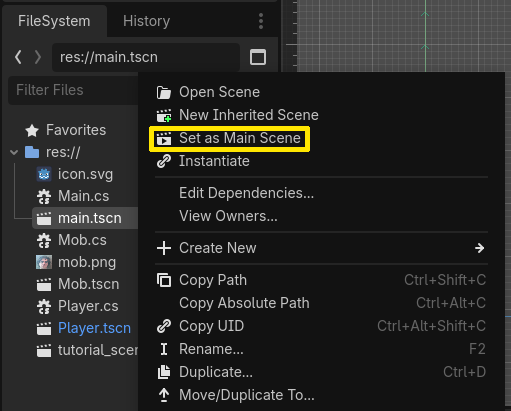 FileSystem
History
res://main.tscn
Filter Files
Favorites
res://
icon.svg
Main.cs
main.tscn
Mob.cs
mob.png
Mob.tscn
Player.cs
Player.tscn
tutorial_scen
Open Scene
New Inherited Scene
Set as Main Scene
Instantiate
Edit Dependencies...
View Owners...
Create New
Copy Path Ctrl+Shift+C
Copy Absolute Path Ctrl+Alt+C
Copy UID Ctrl+Alt+Shift+C
Rename... F2
Duplicate... Ctrl+D
Move/Duplicate To...